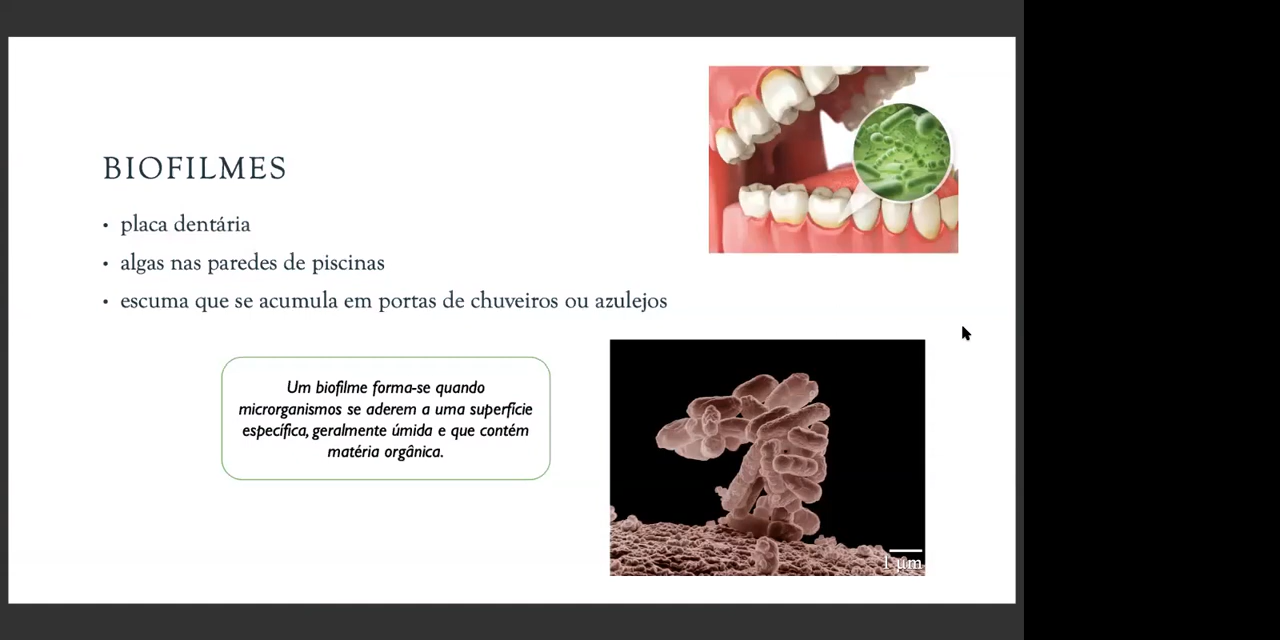 BIOFILMES
• placa dentária
• algas nas paredes de piscinas
• escuma que se acumula em portas de chuveiros ou azulejos
Um biofilme forma-se quando
microrganismos se aderem a uma superfície
específica, geralmente úmida e que contém
matéria orgânica.
1 µm